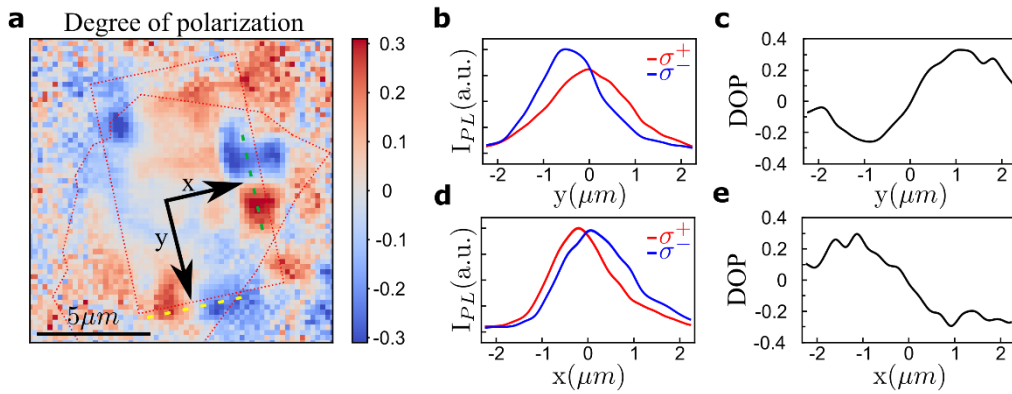 a
Degree of polarization
x
y
5μm
0.3
0.2
0.1
0
-0.1
-0.2
-0.3
b
I_PL(a.u.)
σ⁺
σ⁻
-2 -1 0 1 2
y(μm)
c
DOP
0.4
0.2
0
-0.2
-0.4
-2 -1 0 1 2
y(μm)
d
I_PL(a.u.)
σ⁺
σ⁻
-2 -1 0 1 2
x(μm)
e
DOP
0.4
0.2
0
-0.2
-0.4
-2 -1 0 1 2
x(μm)